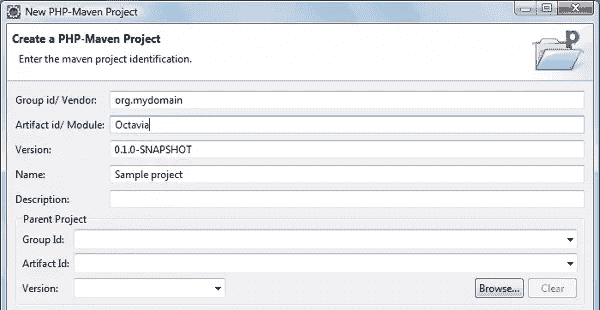 New PHP-Maven Project
Create a PHP-Maven Project
Enter the maven project identification.
Group id/ Vendor: org.mydomain
Artifact id/ Module: Octavia
Version: 0.1.0-SNAPSHOT
Name: Sample project
Description:
Parent Project
Group Id:
Artifact Id:
Version: Browse... Clear